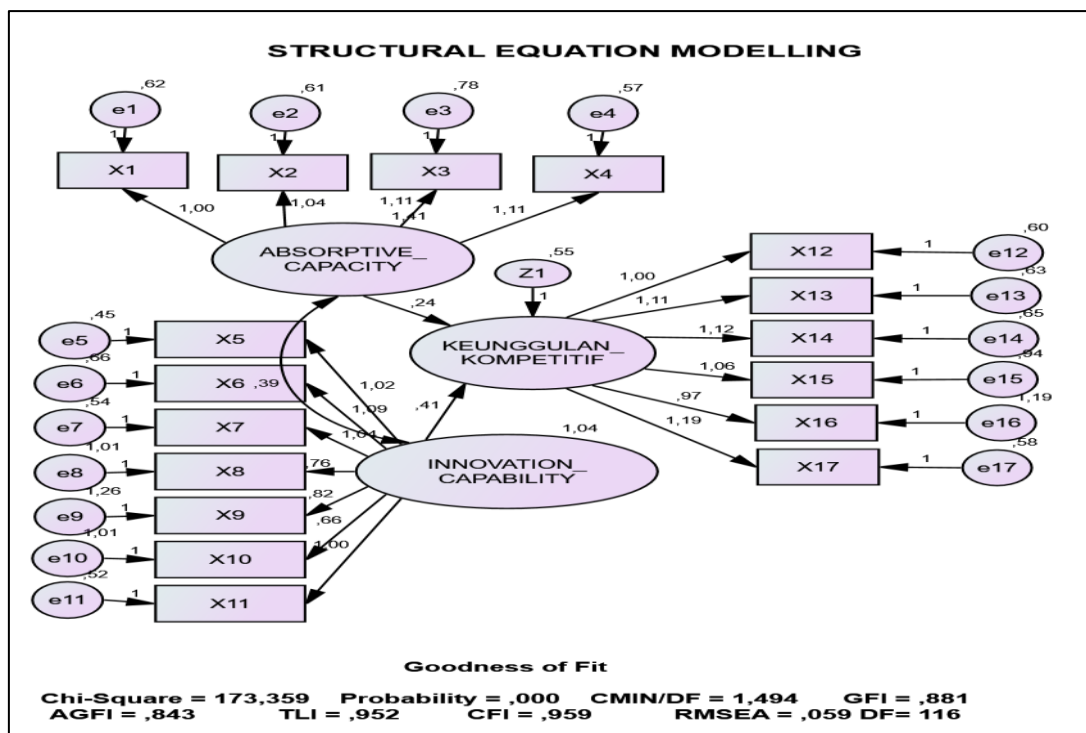 STRUCTURAL EQUATION MODELLING
,62 ,61 ,78 ,57
e1 e2 e3 e4
1 1 1 1
X1 X2 X3 X4
1,00 1,04 1,11 1,41 1,11
ABSORPTIVE_
CAPACITY
,55
Z1
1
,24
,60
X12 1 e12
1,00
,63
X13 1 e13
1,11
,65
X14 1 e14
1,12
,94
X15 1 e15
1,06
1,19
X16 1 e16
,97
,58
X17 1 e17
1,19
KEUNGGULAN_
KOMPETITIF
,45
e5 1 X5
,66
e6 1 X6 ,39
,54
e7 1 X7
1,01
e8 1 X8
1,26
e9 1 X9
1,01
e10 1 X10
,52
e11 1 X11
1,02
1,09 ,41
1,04
,76
,82
,66
1,00
1,04
INNOVATION_
CAPABILITY
Goodness of Fit
Chi-Square = 173,359 Probability = ,000 CMIN/DF = 1,494 GFI = ,881
AGFI = ,843 TLI = ,952 CFI = ,959 RMSEA = ,059 DF= 116